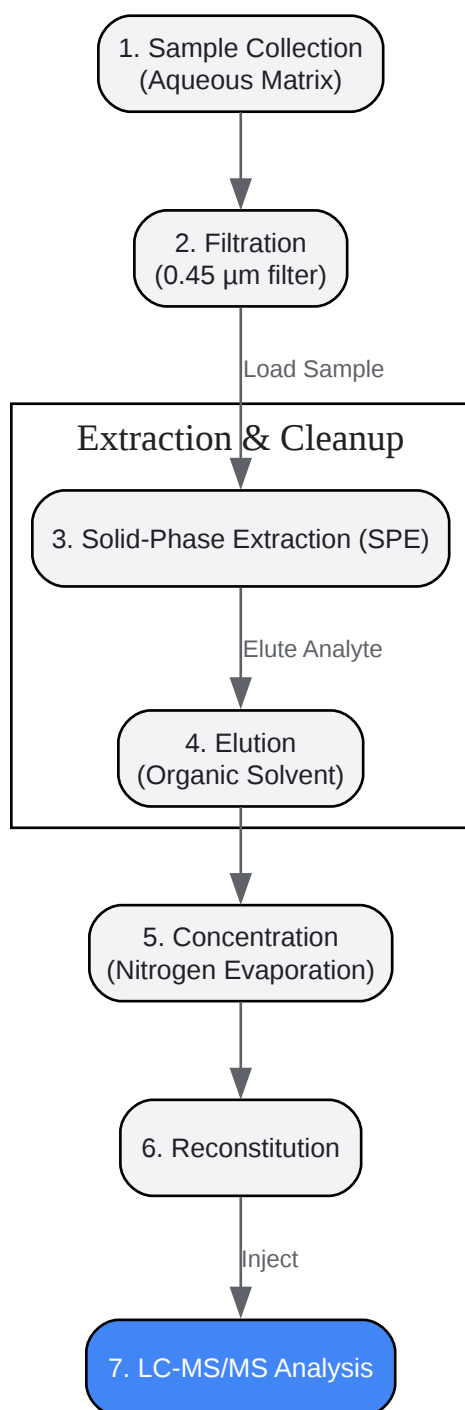 1. Sample Collection
(Aqueous Matrix)
2. Filtration
(0.45 µm filter)
Load Sample
Extraction & Cleanup
3. Solid-Phase Extraction (SPE)
Elute Analyte
4. Elution
(Organic Solvent)
5. Concentration
(Nitrogen Evaporation)
6. Reconstitution
Inject
7. LC-MS/MS Analysis